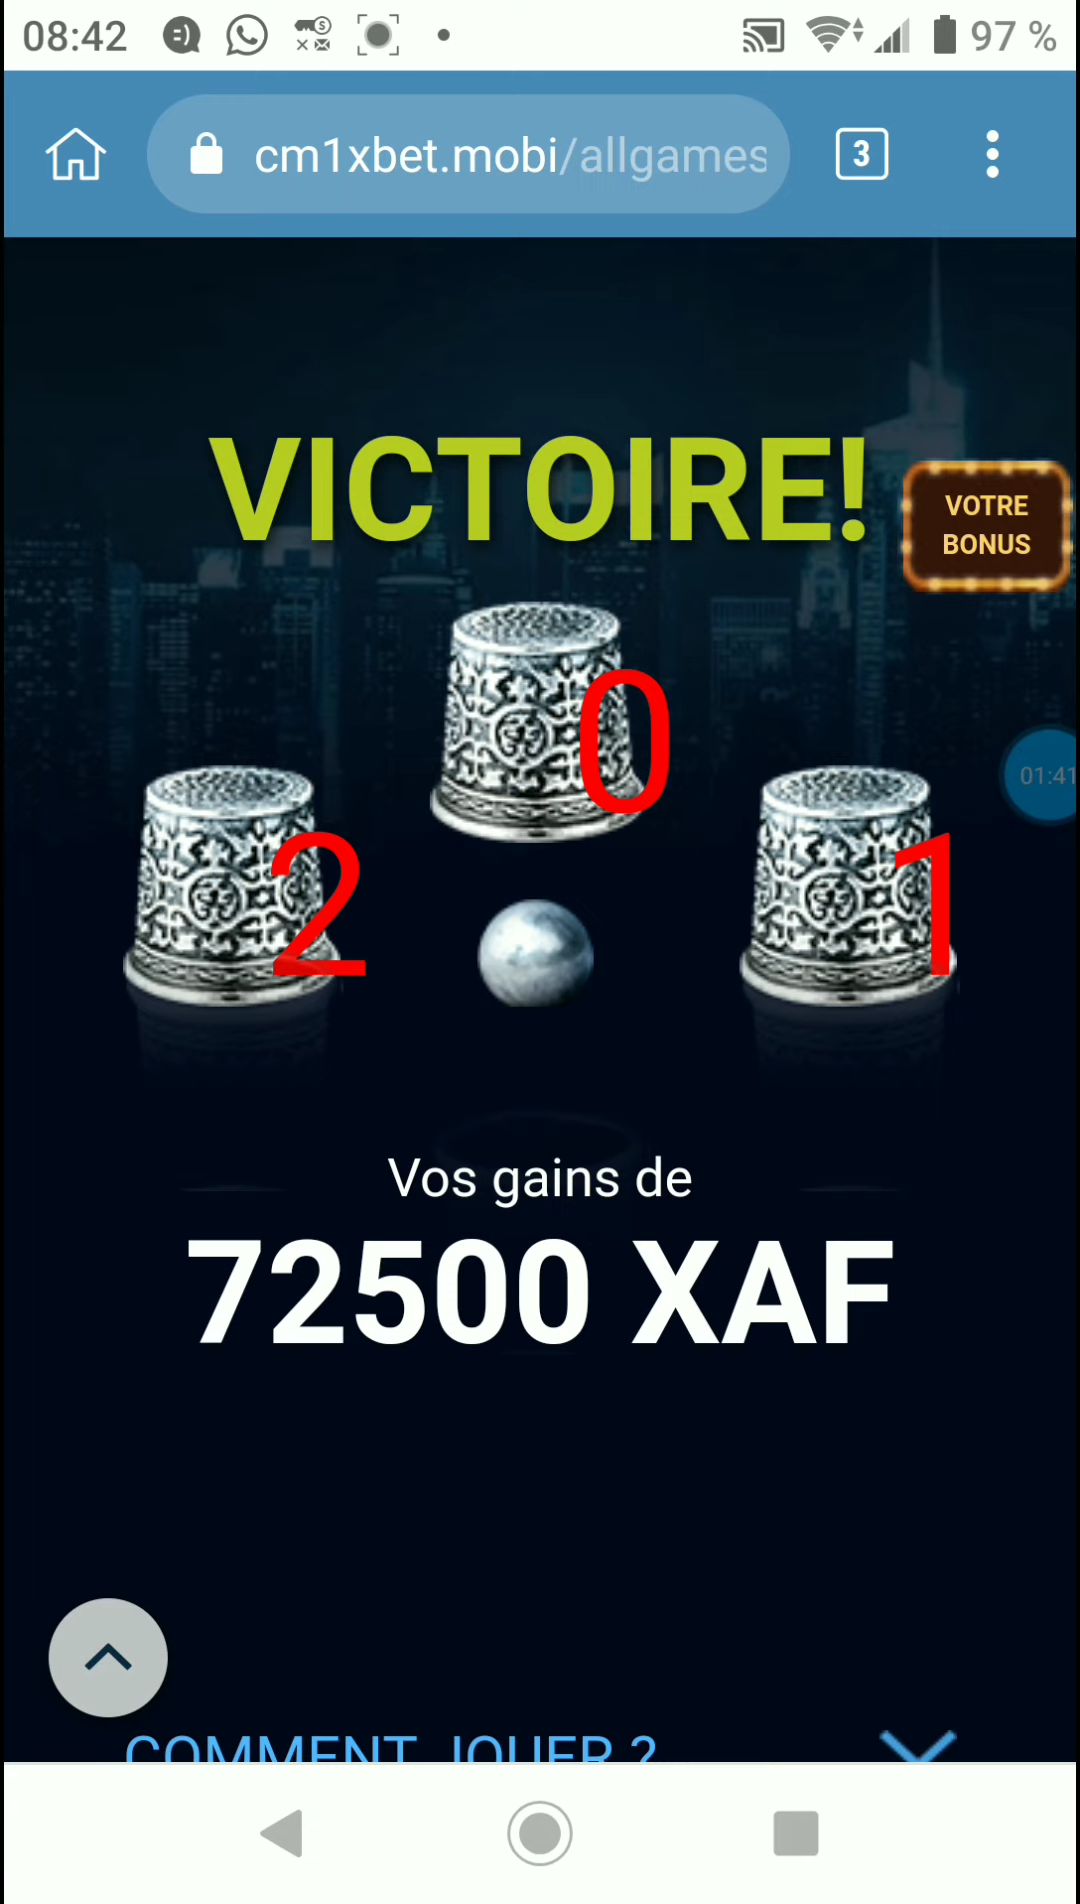 08:42
97 %
cm1xbet.mobi/allgames
3
VICTOIRE!
VOTRE
BONUS
0
2
1
01:41
Vos gains de
72500 XAF
COMMENT JOUER ?